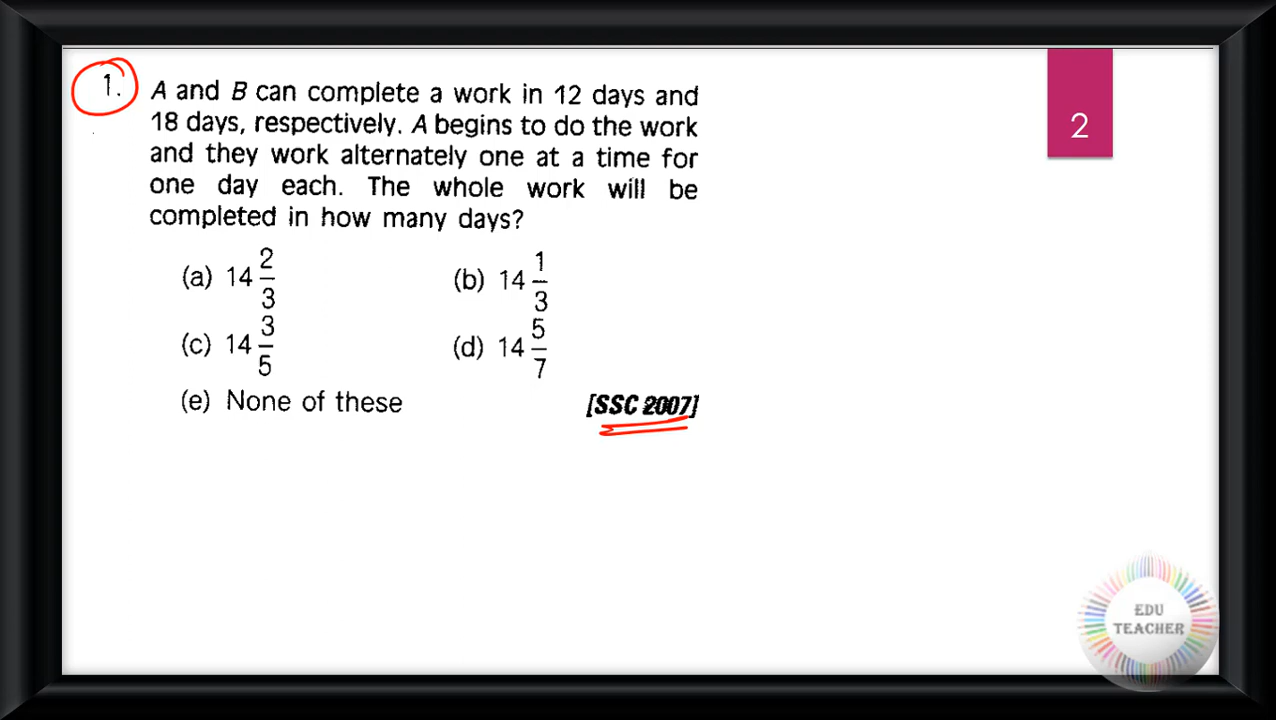 2
1. A and B can complete a work in 12 days and
18 days, respectively. A begins to do the work
and they work alternately one at a time for
one day each. The whole work will be
completed in how many days?
(a) 14 2/3 (b) 14 1/3
(c) 14 3/5 (d) 14 5/7
(e) None of these [SSC 2007]
EDU
TEACHER